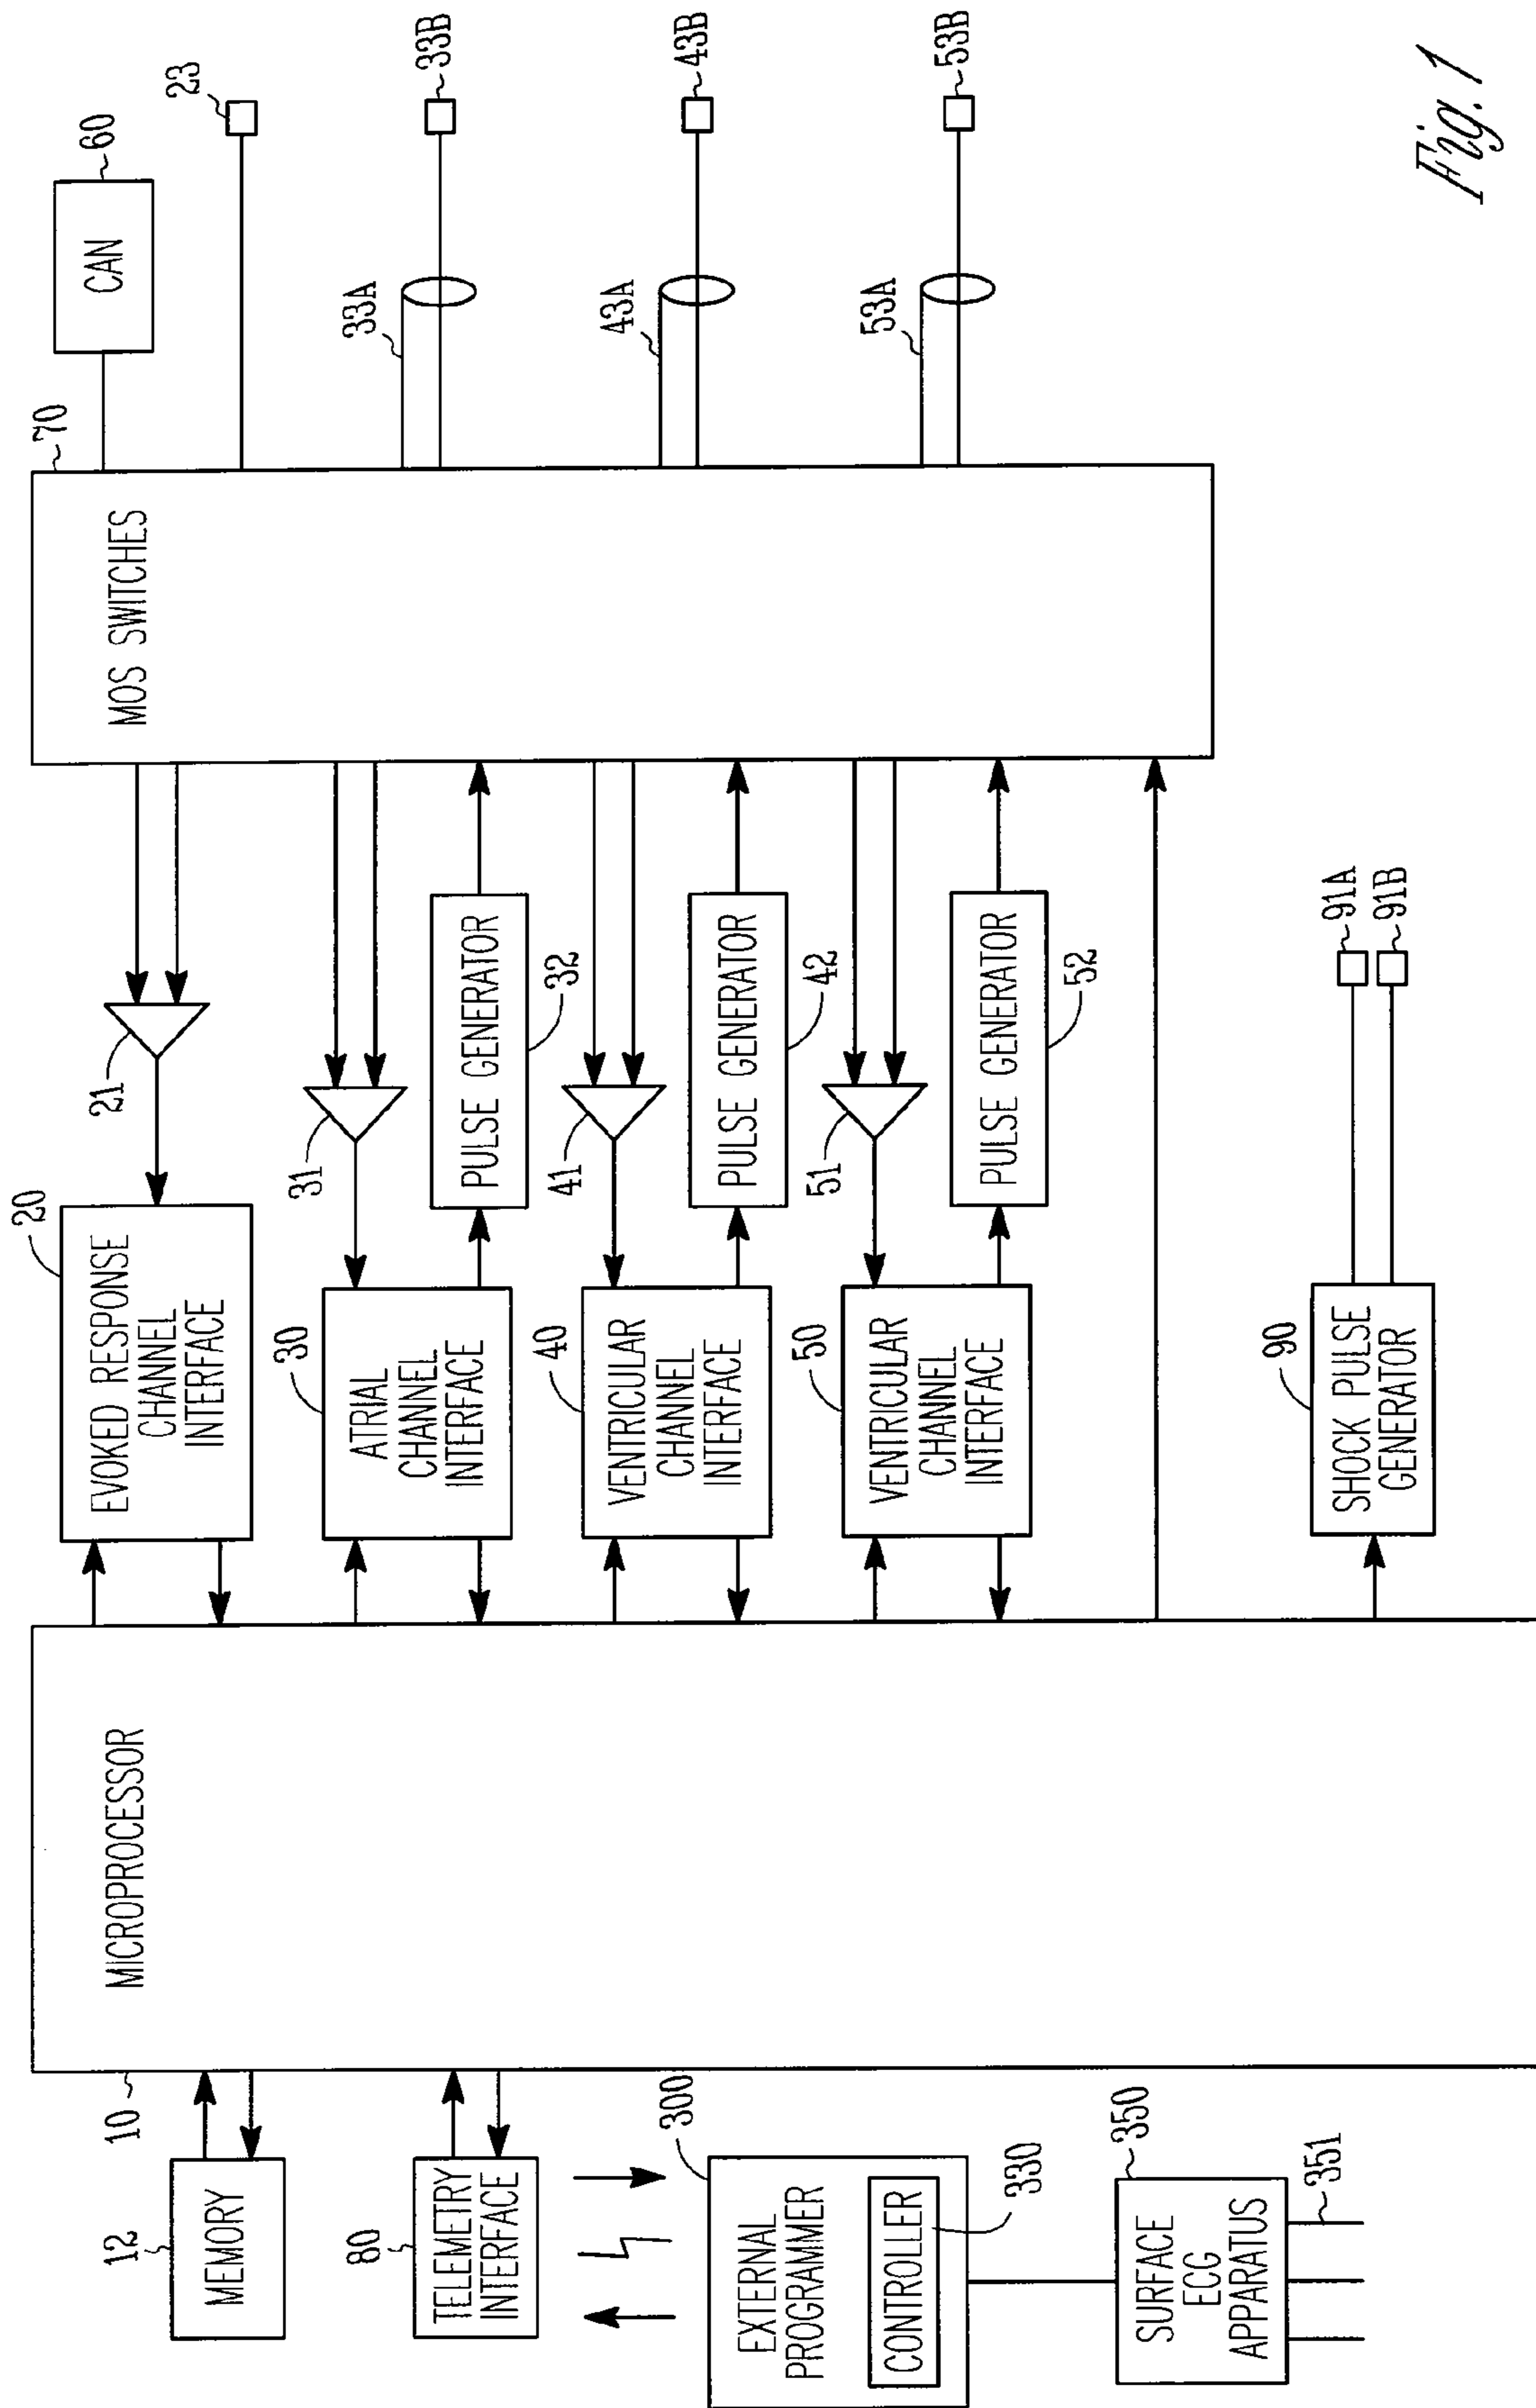 Fig. 1
10
MICROPROCESSOR
12
MEMORY
80
TELEMETRY
INTERFACE
300
EXTERNAL
PROGRAMMER
CONTROLLER
330
350
SURFACE
ECG
APPARATUS
351
20
EVOKED RESPONSE
CHANNEL
INTERFACE
21
30
ATRIAL
CHANNEL
INTERFACE
31
PULSE GENERATOR
32
40
VENTRICULAR
CHANNEL
INTERFACE
41
PULSE GENERATOR
42
50
VENTRICULAR
CHANNEL
INTERFACE
51
PULSE GENERATOR
52
90
SHOCK PULSE
GENERATOR
91A
91B
70
MOS SWITCHES
CAN
60
23
33A
33B
43A
43B
53A
53B